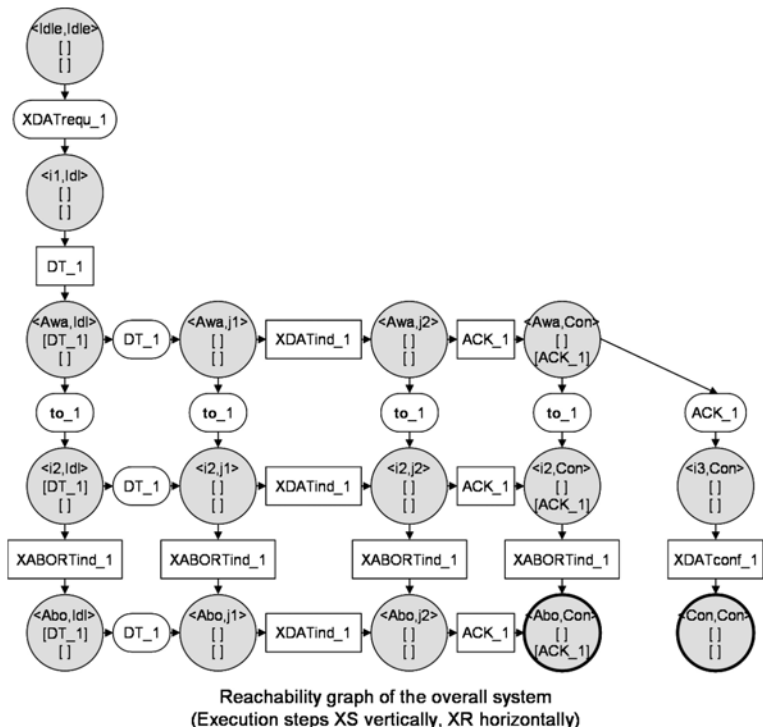 <Idle,Idle>
[ ]
[ ]
XDATrequ_1
<i1,Idl>
[ ]
[ ]
DT_1
<Awa,Idl>
[DT_1]
[ ]
DT_1
<Awa,j1>
[ ]
[ ]
XDATind_1
<Awa,j2>
[ ]
[ ]
ACK_1
<Awa,Con>
[ ]
[ACK_1]
to_1
to_1
to_1
to_1
ACK_1
<i2,Idl>
[DT_1]
[ ]
DT_1
<i2,j1>
[ ]
[ ]
XDATind_1
<i2,j2>
[ ]
[ ]
ACK_1
<i2,Con>
[ ]
[ACK_1]
<i3,Con>
[ ]
[ ]
XABORTind_1
XABORTind_1
XABORTind_1
XABORTind_1
XDATconf_1
<Abo,Idl>
[DT_1]
[ ]
DT_1
<Abo,j1>
[ ]
[ ]
XDATind_1
<Abo,j2>
[ ]
[ ]
ACK_1
<Abo,Con>
[ ]
[ACK_1]
<Con,Con>
[ ]
[ ]
Reachability graph of the overall system
(Execution steps XS vertically, XR horizontally)